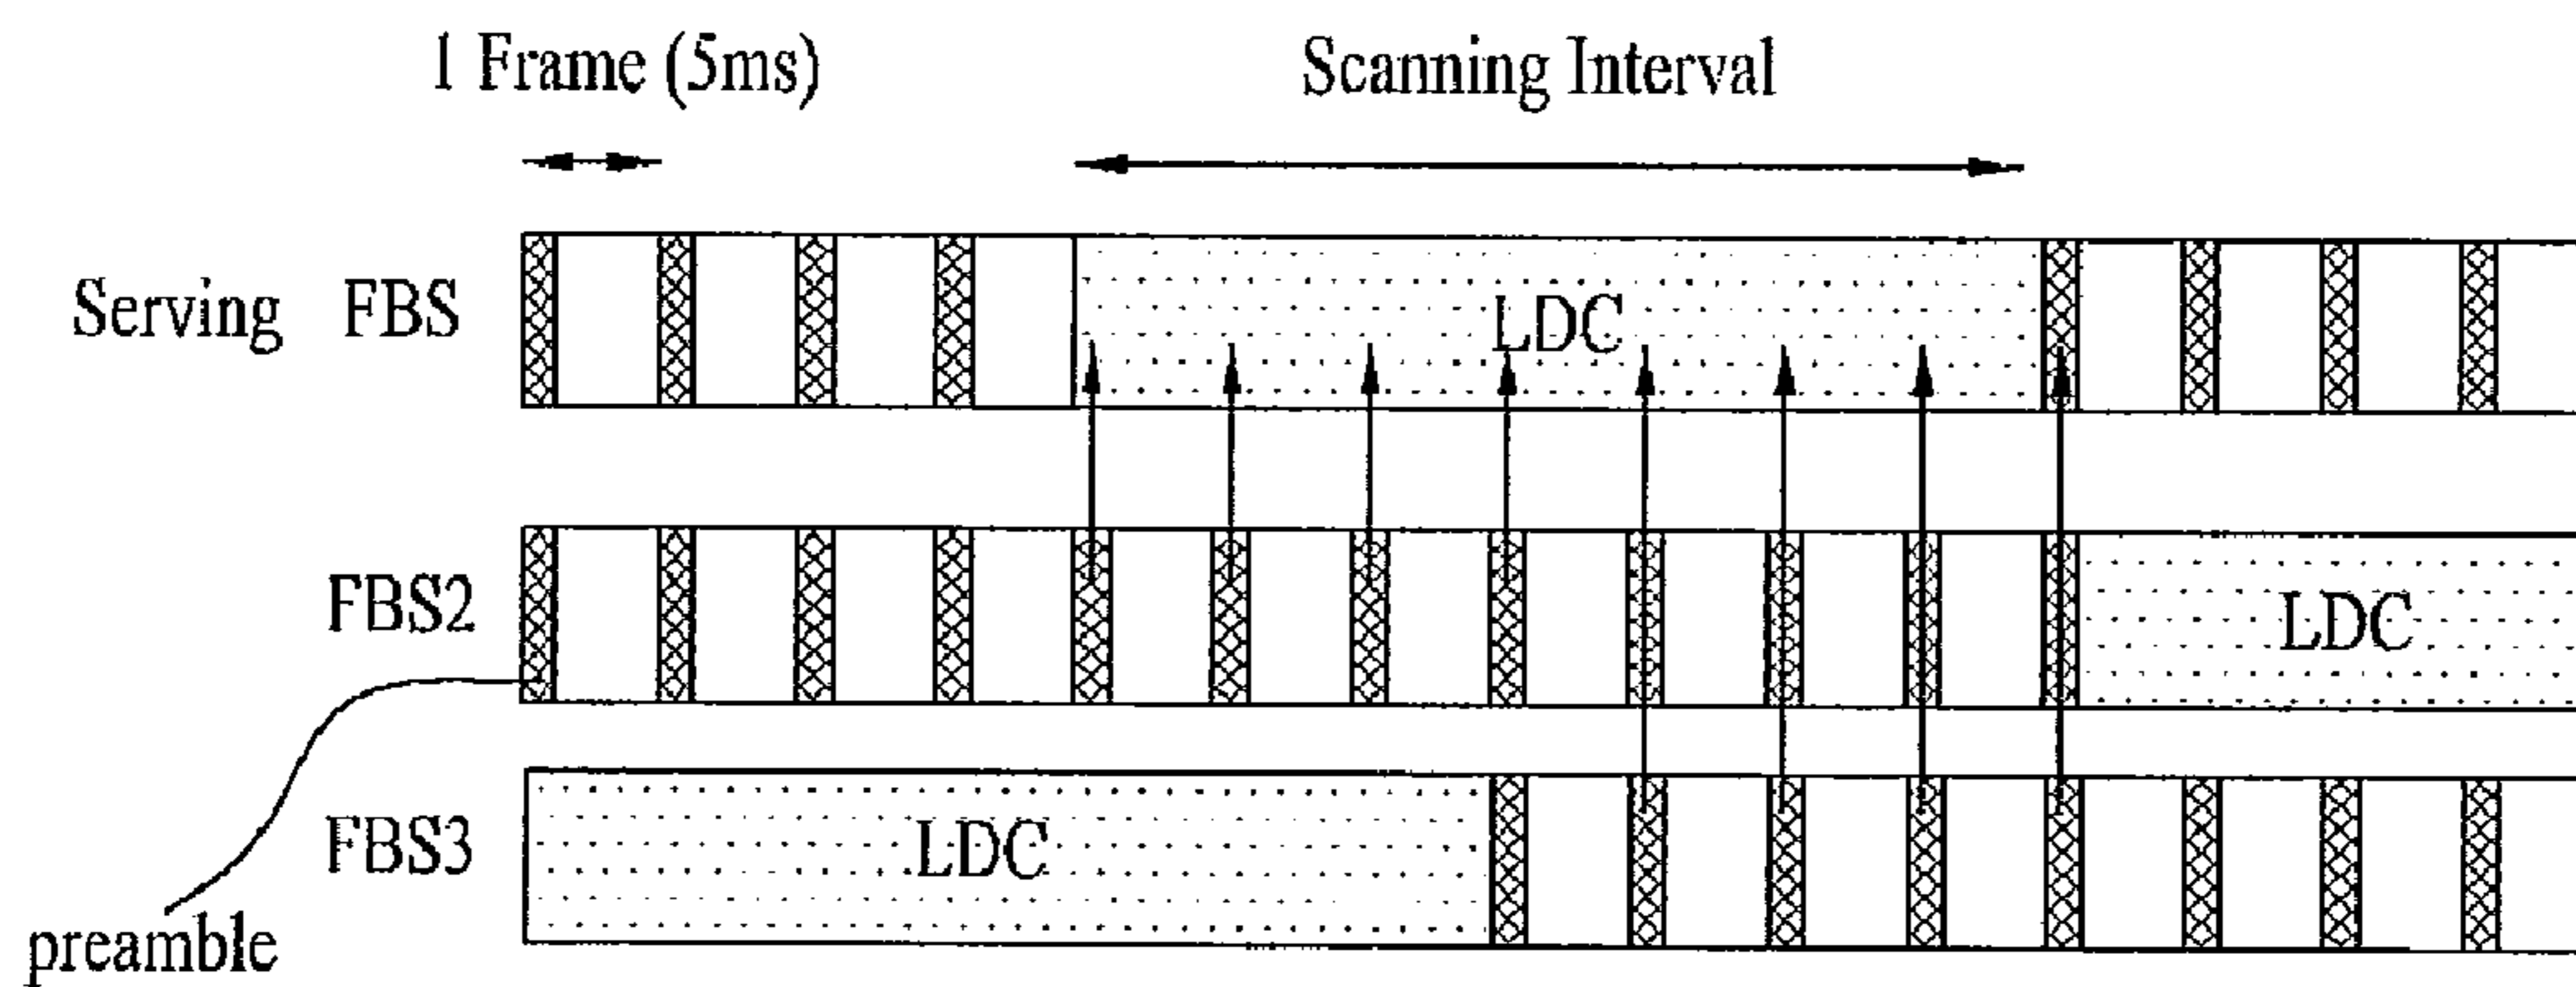 1 Frame (5ms)
Scanning Interval
Serving FBS
LDC
FBS2
LDC
FBS3
LDC
preamble